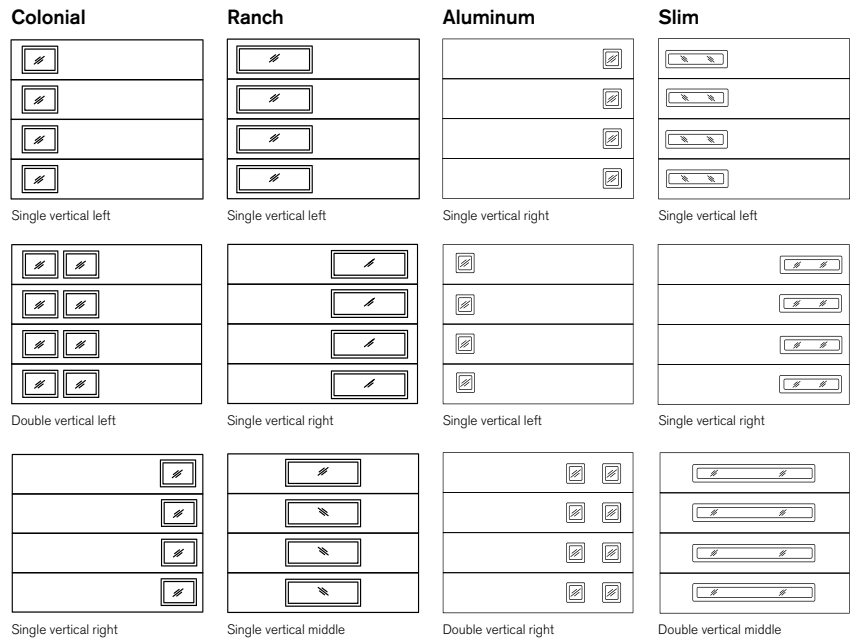 Colonial
Ranch
Aluminum
Slim
Single vertical left
Single vertical left
Single vertical right
Single vertical left
Double vertical left
Single vertical right
Single vertical left
Single vertical right
Single vertical right
Single vertical middle
Double vertical right
Double vertical middle